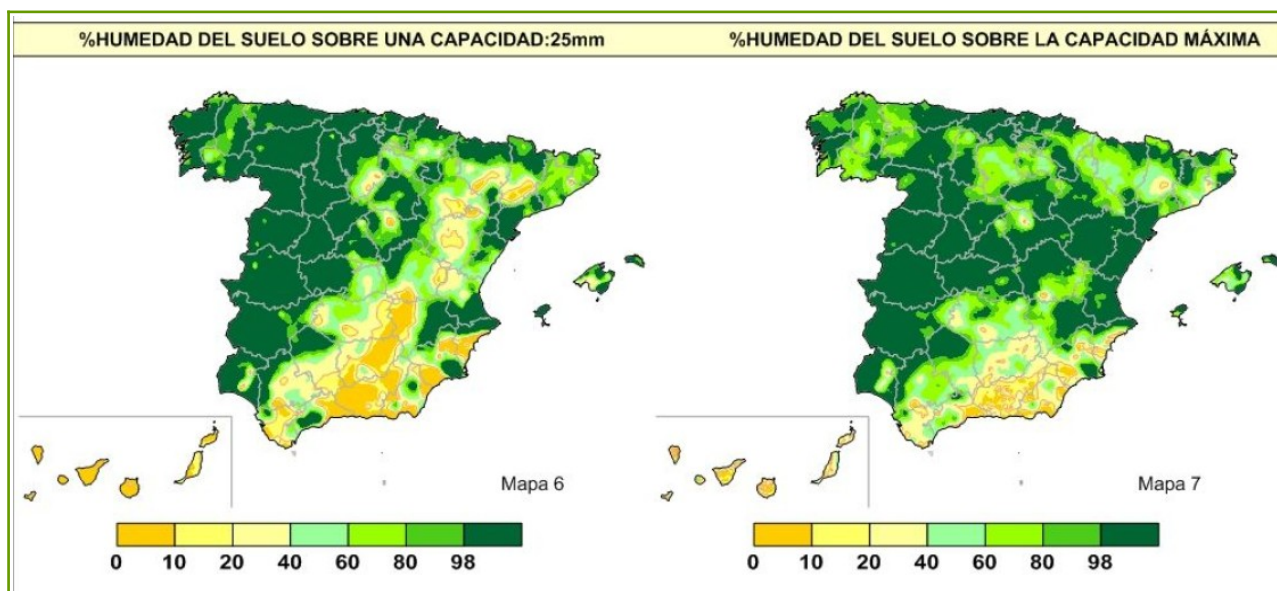 %HUMEDAD DEL SUELO SOBRE UNA CAPACIDAD:25mm
%HUMEDAD DEL SUELO SOBRE LA CAPACIDAD MÁXIMA
Mapa 6
Mapa 7
0 10 20 40 60 80 98
0 10 20 40 60 80 98